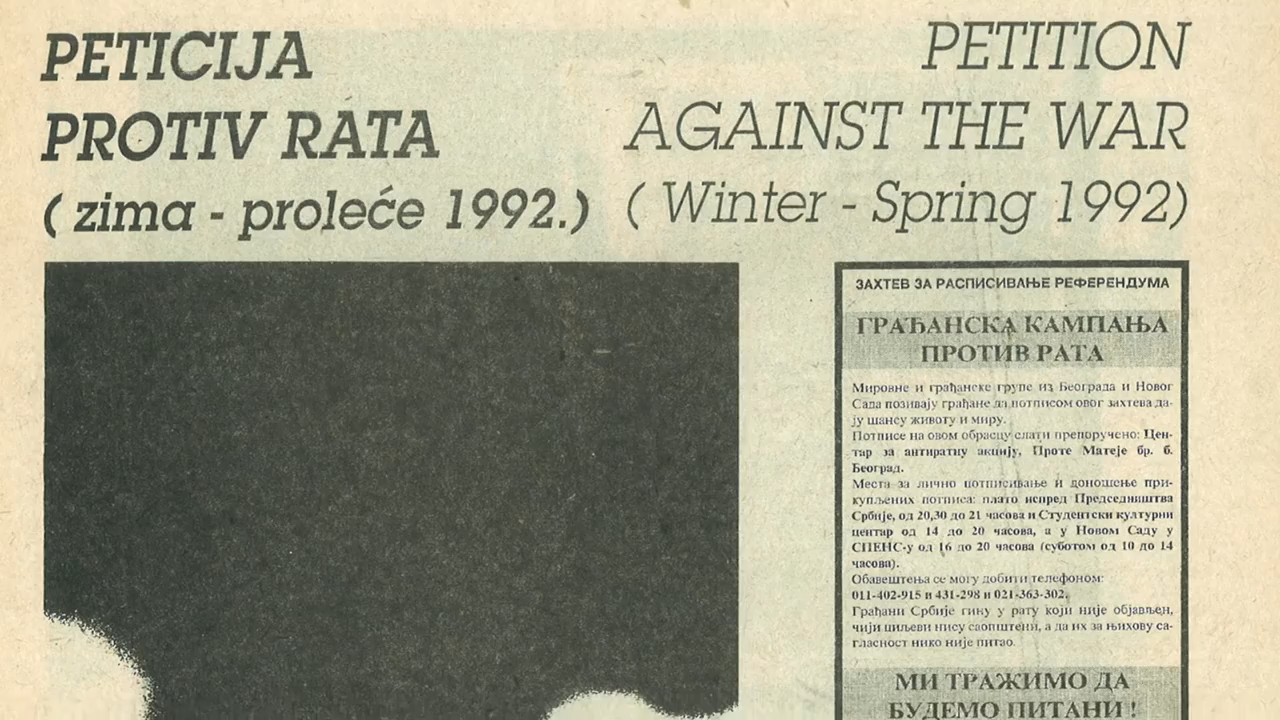 PETICIJA
PROTIV RATA
( zima - proleće 1992.)
PETITION
AGAINST THE WAR
( Winter - Spring 1992)
ЗАХТЕВ ЗА РАСПИСИВАЊЕ РЕФЕРЕНДУМА
ГРАЂАНСКА КАМПАЊА
ПРОТИВ РАТА
Мировне и грађанске групе из Београда и Новог
Сада позивају грађане да потписом овог захтева да-
ју шансу животу и миру.
Потписе на овом обрасцу слати препоручено: Цен-
тар за антиратну акцију, Проте Матеје бр. 6.
Београд.
Места за лично потписивање и доношење при-
купљених потписа: плато испред Председништва
Србије, од 20,30 до 21 часова и Студентски културни
центар од 14 до 20 часова, а у Новом Саду у
СПЕНС-у од 16 до 20 часова (суботом од 10 до 14
часова).
Обавештења се могу добити телефоном:
011-402-915 и 431-298 и 021-363-302.
Грађани Србије гину у рату који није објављен,
чији циљеви нису саопштени, а да их за њихову са-
гласност нико није питао.
МИ ТРАЖИМО ДА
БУДЕМО ПИТАНИ !